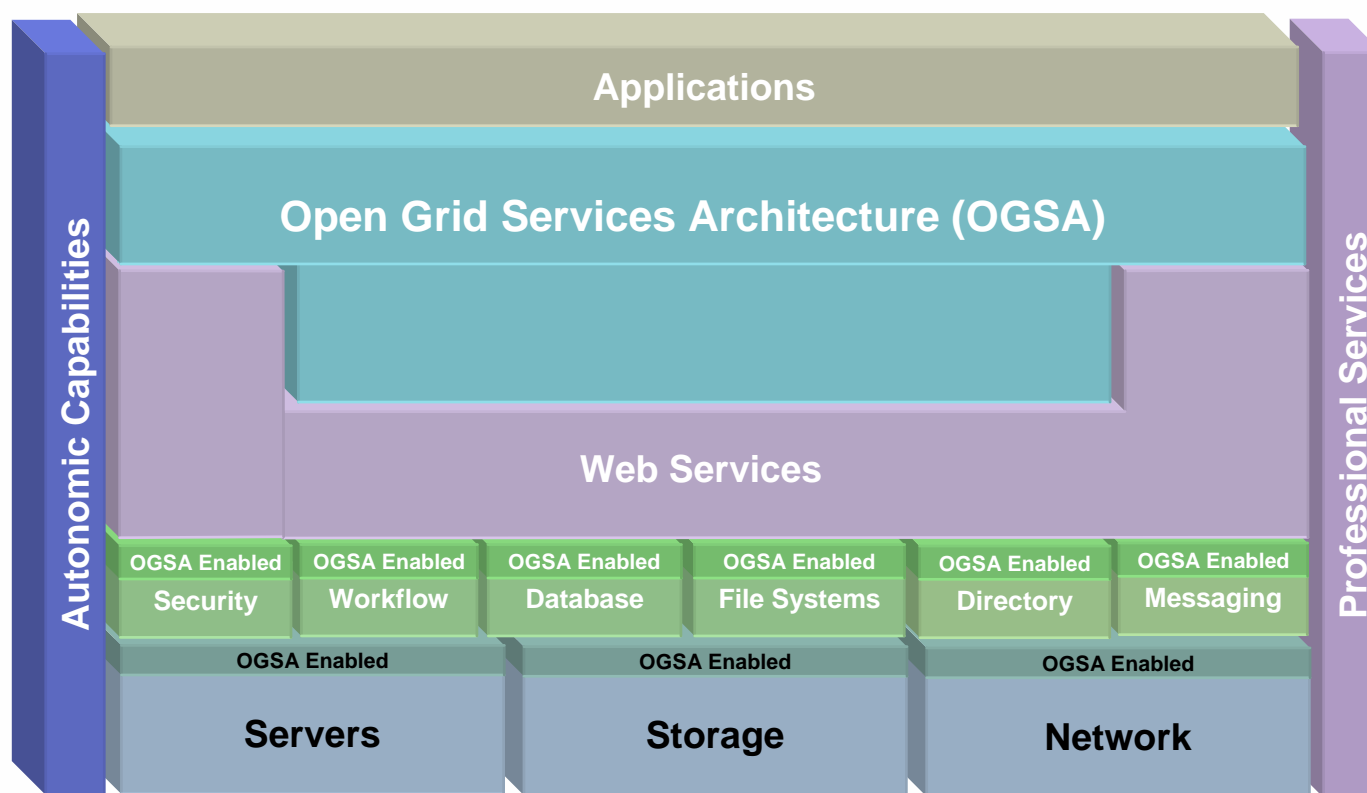 Applications
Open Grid Services Architecture (OGSA)
Autonomic Capabilities
Professional Services
Web Services
OGSA Enabled
Security
OGSA Enabled
Workflow
OGSA Enabled
Database
OGSA Enabled
File Systems
OGSA Enabled
Directory
OGSA Enabled
Messaging
OGSA Enabled
Servers
OGSA Enabled
Storage
OGSA Enabled
Network